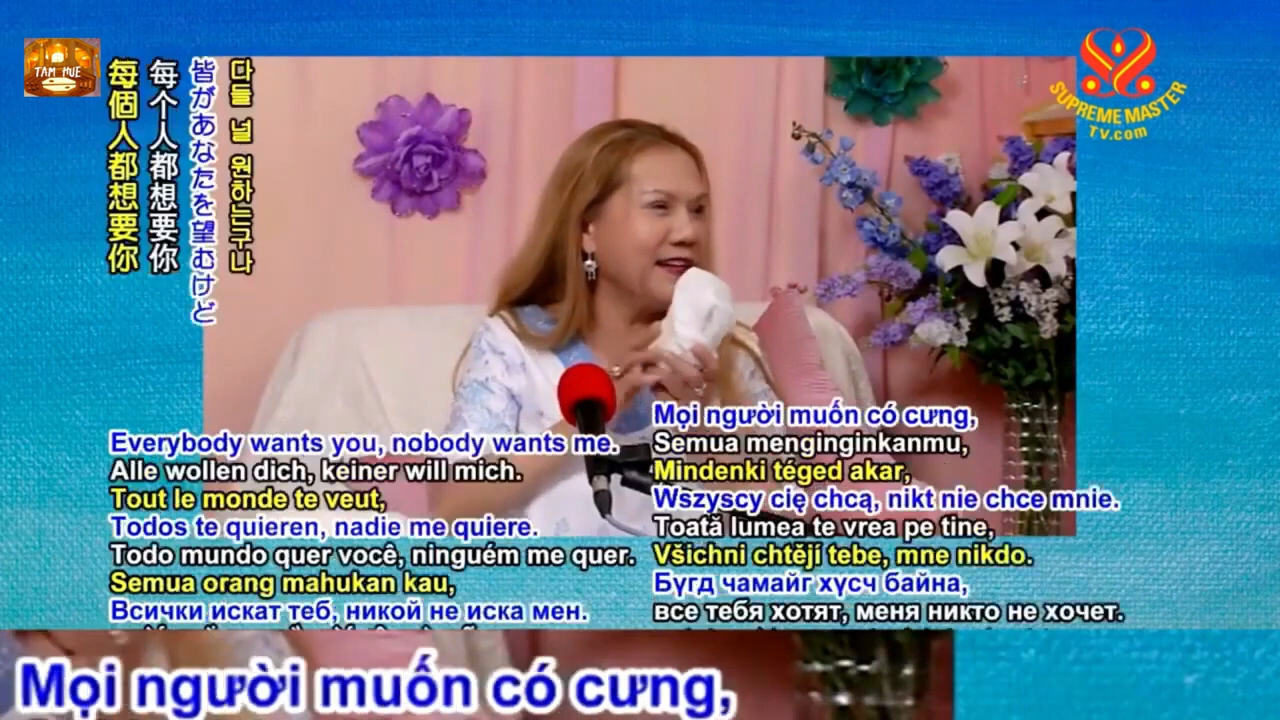 TAM HUE
每個人都想要你
每个人都想要你
皆があなたを望むけど
다들 널 원하는구나
SUPREME MASTER
TV.com
Everybody wants you, nobody wants me.
Alle wollen dich, keiner will mich.
Tout le monde te veut,
Todos te quieren, nadie me quiere.
Todo mundo quer você, ninguém me quer.
Semua orang mahukan kau,
Всички искат теб, никой не иска мен.
Mọi người muốn có cưng,
Semua menginginkanmu,
Mindenki téged akar,
Wszyscy cię chcą, nikt nie chce mnie.
Toată lumea te vrea pe tine,
Všichni chtějí tebe, mne nikdo.
Бүгд чамайг хүсч байна,
все тебя хотят, меня никто не хочет.
Mọi người muốn có cưng,